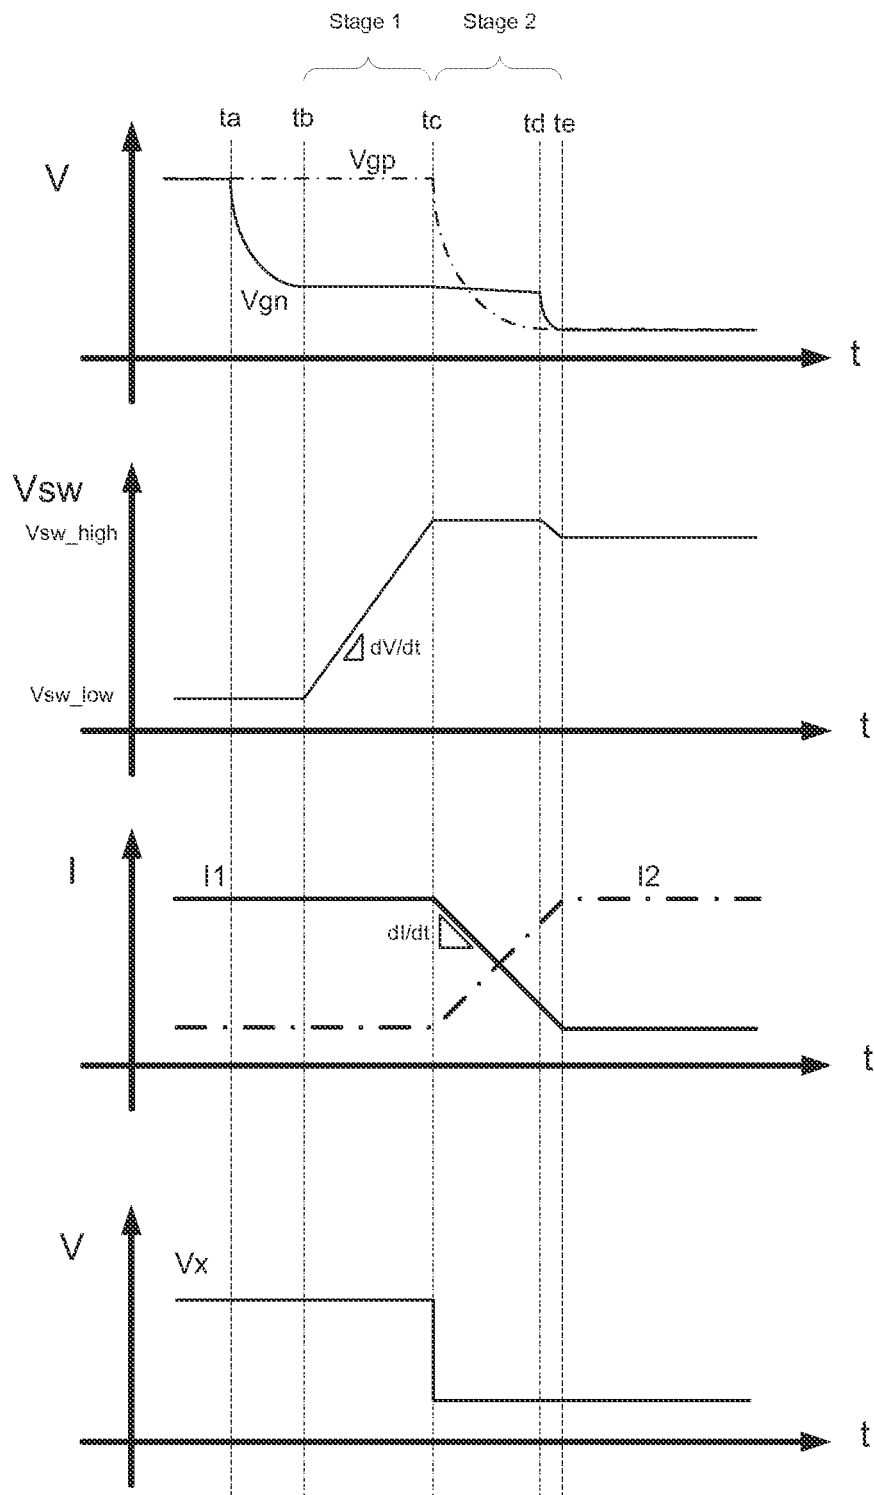 Stage 1 Stage 2
ta tb tc td te
V
Vgp
Vgn
t
Vsw
Vsw_high
dV/dt
Vsw_low
t
I
I1
I2
dI/dt
t
V
Vx
t